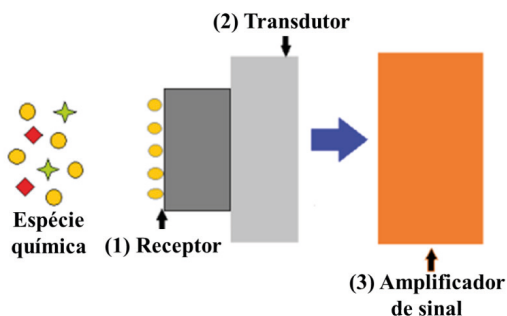 (2) Transdutor
Espécie
química
(1) Receptor
(3) Amplificador
de sinal